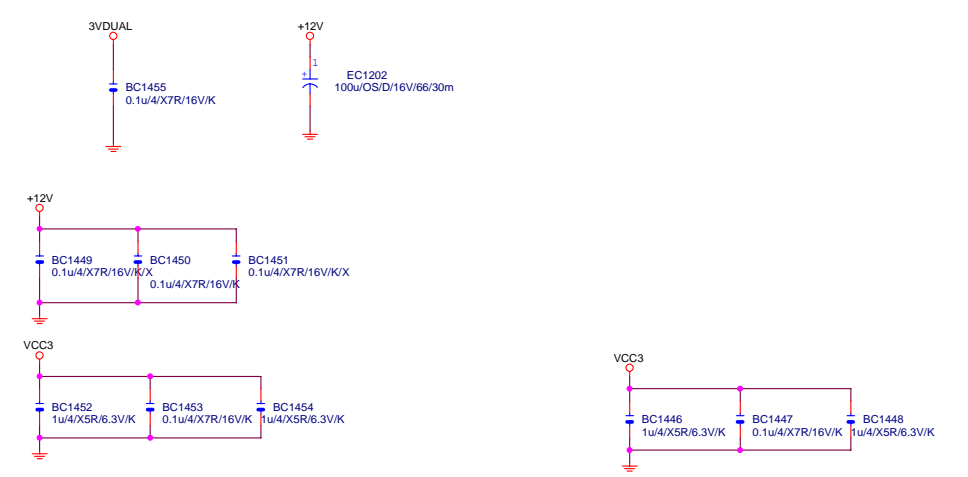 3VDUAL
BC1455
0.1u/4/X7R/16V/K
+12V
1
+
EC1202
100u/OS/D/16V/66/30m
+12V
BC1449
0.1u/4/X7R/16V/K/X
BC1450
0.1u/4/X7R/16V/K
BC1451
0.1u/4/X7R/16V/K/X
VCC3
BC1452
1u/4/X5R/6.3V/K
BC1453
0.1u/4/X7R/16V/K
BC1454
1u/4/X5R/6.3V/K
VCC3
BC1446
1u/4/X5R/6.3V/K
BC1447
0.1u/4/X7R/16V/K
BC1448
1u/4/X5R/6.3V/K